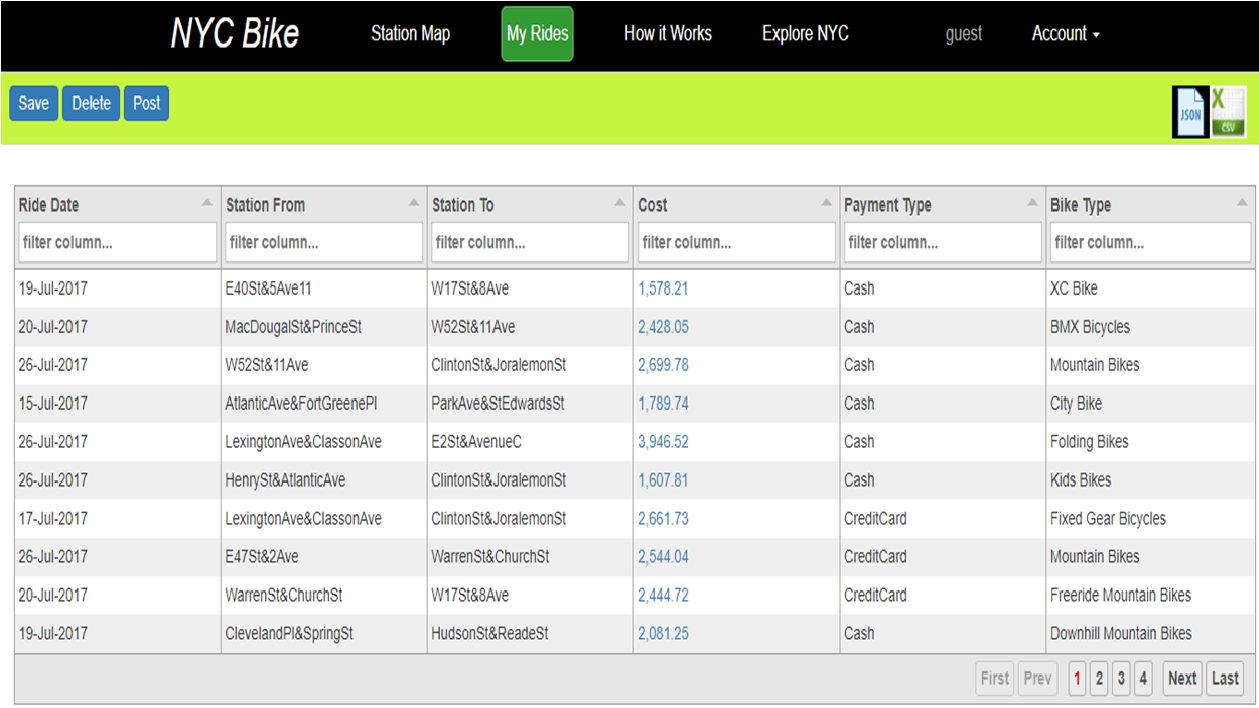 NYC Bike Station Map My Rides How it Works Explore NYC guest Account
Save Delete Post JSON X CSV
Ride Date Station From Station To Cost Payment Type Bike Type
filter column... filter column... filter column... filter column... filter column... filter column...
19-Jul-2017 E40St&5Ave11 W17St&8Ave 1,578.21 Cash XC Bike
20-Jul-2017 MacDougalSt&PrinceSt W52St&11Ave 2,428.05 Cash BMX Bicycles
26-Jul-2017 W52St&11Ave ClintonSt&JoralemonSt 2,699.78 Cash Mountain Bikes
15-Jul-2017 AtlanticAve&FortGreenePl ParkAve&StEdwardsSt 1,789.74 Cash City Bike
26-Jul-2017 LexingtonAve&ClassonAve E2St&AvenueC 3,946.52 Cash Folding Bikes
26-Jul-2017 HenrySt&AtlanticAve ClintonSt&JoralemonSt 1,607.81 Cash Kids Bikes
17-Jul-2017 LexingtonAve&ClassonAve ClintonSt&JoralemonSt 2,661.73 CreditCard Fixed Gear Bicycles
26-Jul-2017 E47St&2Ave WarrenSt&ChurchSt 2,544.04 CreditCard Mountain Bikes
20-Jul-2017 WarrenSt&ChurchSt W17St&8Ave 2,444.72 CreditCard Freeride Mountain Bikes
19-Jul-2017 ClevelandPl&SpringSt HudsonSt&ReadeSt 2,081.25 Cash Downhill Mountain Bikes
First Prev 1 2 3 4 Next Last